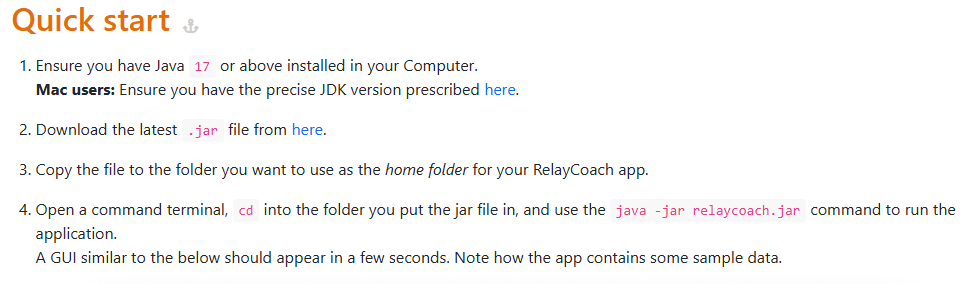 Quick start
1. Ensure you have Java 17 or above installed in your Computer.
Mac users: Ensure you have the precise JDK version prescribed here.
2. Download the latest .jar file from here.
3. Copy the file to the folder you want to use as the home folder for your RelayCoach app.
4. Open a command terminal, cd into the folder you put the jar file in, and use the java -jar relaycoach.jar command to run the
application.
A GUI similar to the below should appear in a few seconds. Note how the app contains some sample data.